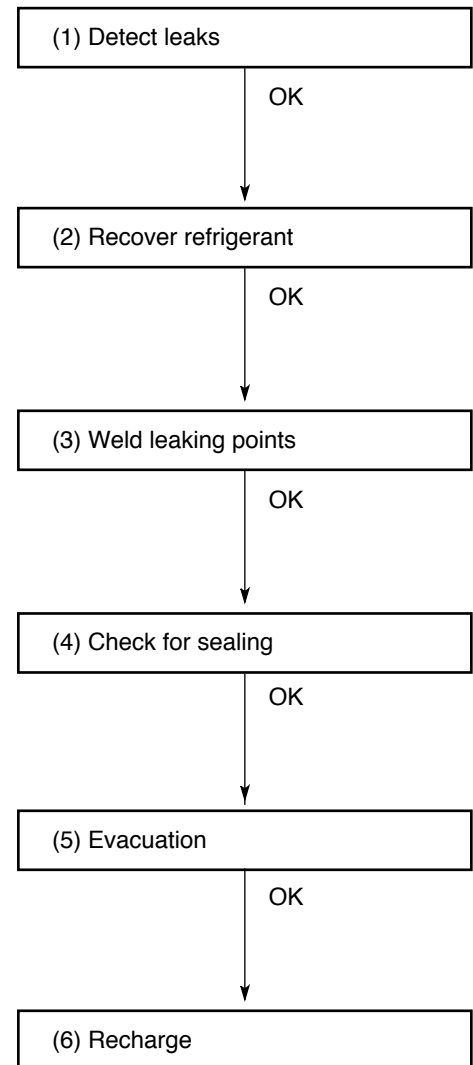 (1) Detect leaks
OK
(2) Recover refrigerant
OK
(3) Weld leaking points
OK
(4) Check for sealing
OK
(5) Evacuation
OK
(6) Recharge